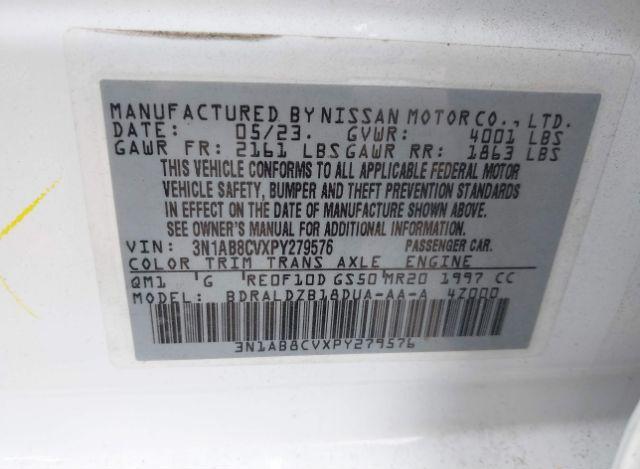 MANUFACTURED BY NISSAN MOTOR CO., LTD.
DATE: 05/23. GVWR: 4001 LBS
GAWR FR: 2161 LBS GAWR RR: 1863 LBS
THIS VEHICLE CONFORMS TO ALL APPLICABLE FEDERAL MOTOR
VEHICLE SAFETY, BUMPER AND THEFT PREVENTION STANDARDS
IN EFFECT ON THE DATE OF MANUFACTURE SHOWN ABOVE.
SEE OWNER'S MANUAL FOR ADDITIONAL INFORMATION.
VIN: 3N1AB8CVXPY279576 PASSENGER CAR.
COLOR TRIM TRANS AXLE ENGINE
QM1 G RE0F10D GS50 MR20 1997 CC
MODEL: BDRALDZB18DUA-AA-A 4Z000
3N1AB8CVXPY279576